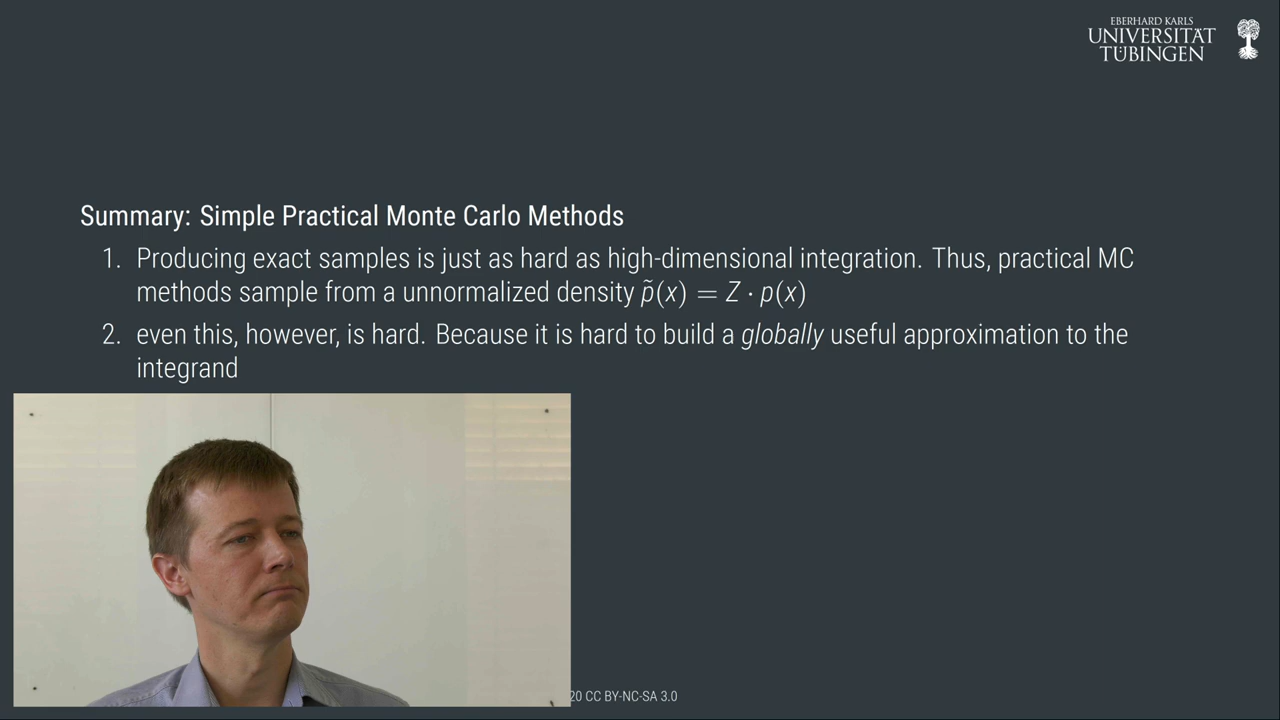 EBERHARD KARLS
UNIVERSITÄT
TÜBINGEN
Summary: Simple Practical Monte Carlo Methods
1. Producing exact samples is just as hard as high-dimensional integration. Thus, practical MC
methods sample from a unnormalized density p̃(x) = Z · p(x)
2. even this, however, is hard. Because it is hard to build a globally useful approximation to the
integrand
20 CC BY-NC-SA 3.0